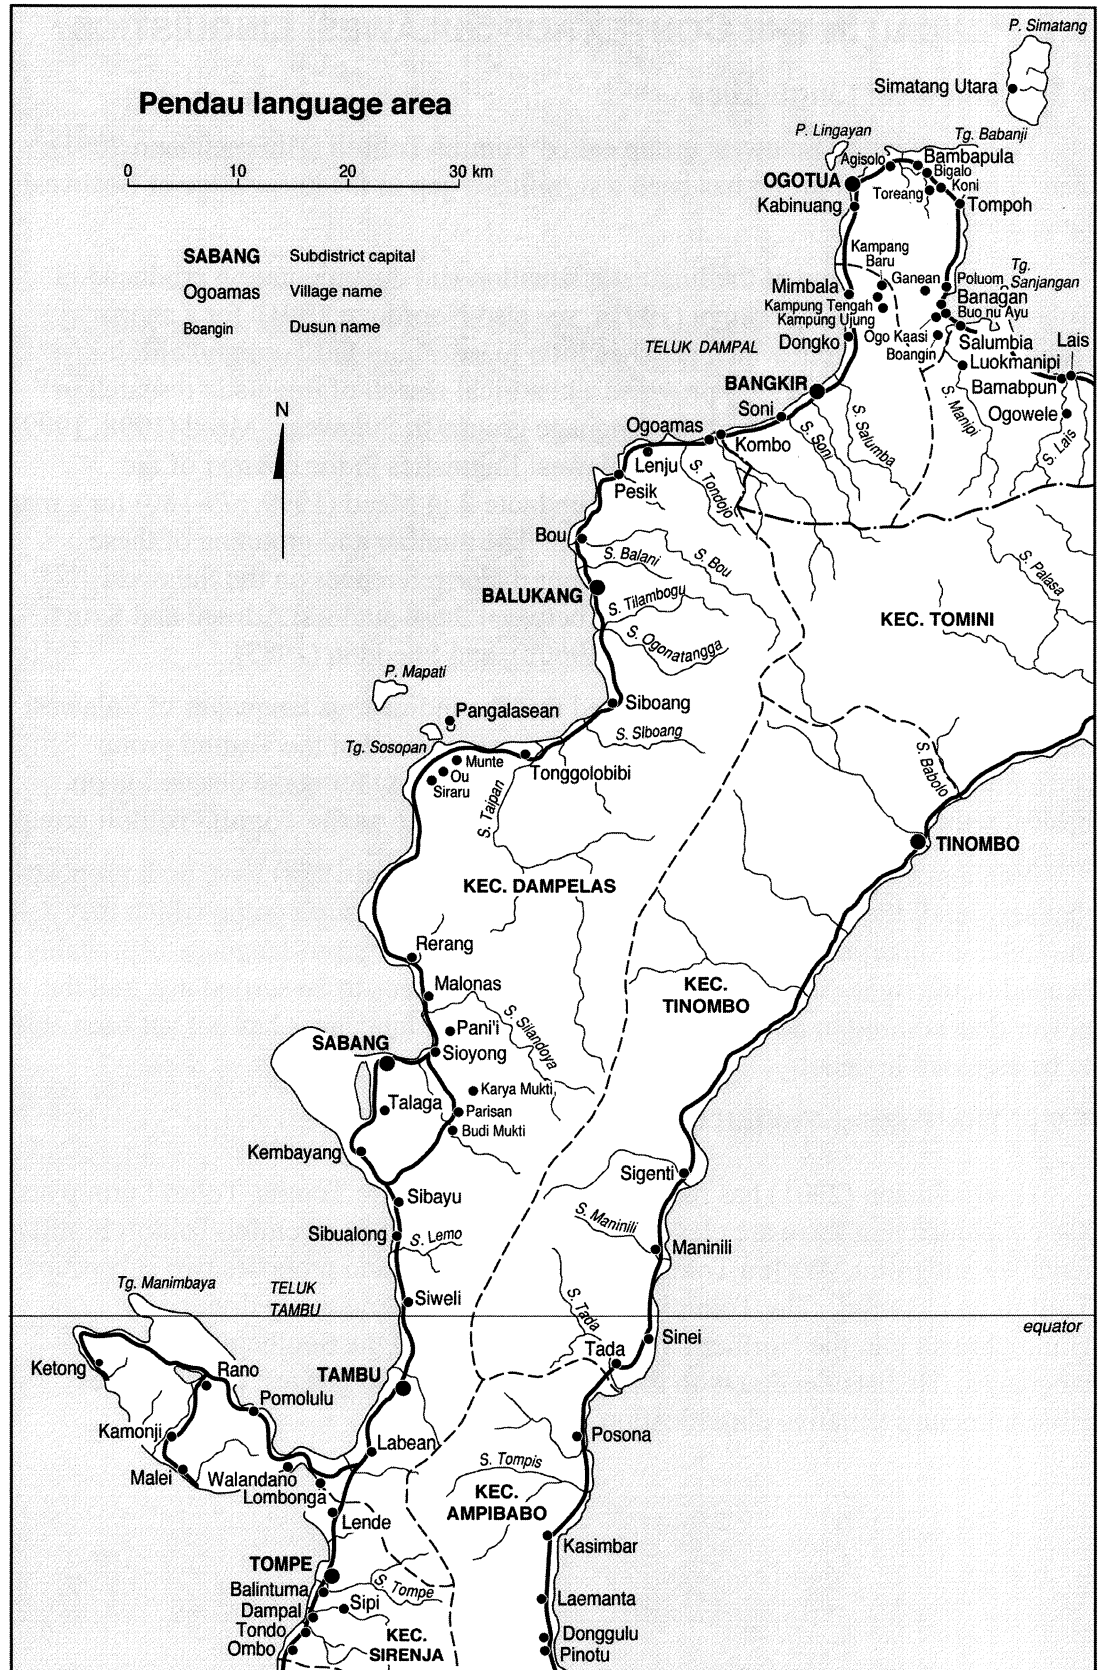 P. Simatang
Simatang Utara
Pendau language area
0 10 20 30 km
P. Lingayan
Tg. Babanji
Agisolo
Bambapula
Bigalo
OGOTUA
Toreang
Koni
Kabinuang
Tompoh
SABANG Subdistrict capital
Ogoamas Village name
Boangin Dusun name
Kampang
Baru
Ganean
Poluom
Tg.
Sanjangan
Mimbala
Banagan
Kampung Tengah
Buo nu Ayu
Kampung Ujung
Dongko
Ogo Kaasi
Salumbia
Lais
TELUK DAMPAL
Boangin
Luokmanipi
BANGKIR
Bamabpun
N
Soni
Ogowele
Ogoamas
Kombo
S. Soni
S. Salumba
S. Manipi
S. Lais
Lenju
Pesik
S. Tondojo
Bou
S. Balani
S. Bou
S. Palasa
BALUKANG
S. Tilambogu
KEC. TOMINI
S. Ogonatangga
P. Mapati
Siboang
Pangalasean
S. Siboang
Tg. Sosopan
Munte
Ou
Siraru
Tonggolobibi
S. Taipan
S. Babolo
TINOMBO
KEC. DAMPELAS
Rerang
Malonas
KEC.
TINOMBO
S. Silandoya
Pani'i
SABANG
Sioyong
Karya Mukti
Talaga
Parisan
Budi Mukti
Kembayang
Sigenti
Sibayu
S. Maninili
Sibualong
S. Lemo
Maninili
Tg. Manimbaya
TELUK
TAMBU
Siweli
S. Tada
equator
Sinei
Ketong
Rano
TAMBU
Tada
Pomolulu
Kamonji
Labean
Posona
Malei
Walandano
S. Tompis
Lombonga
KEC.
AMPIBABO
Lende
Kasimbar
TOMPE
Balintuma
S. Tompe
Laemanta
Dampal
Sipi
Tondo
KEC.
SIRENJA
Donggulu
Ombo
Pinotu